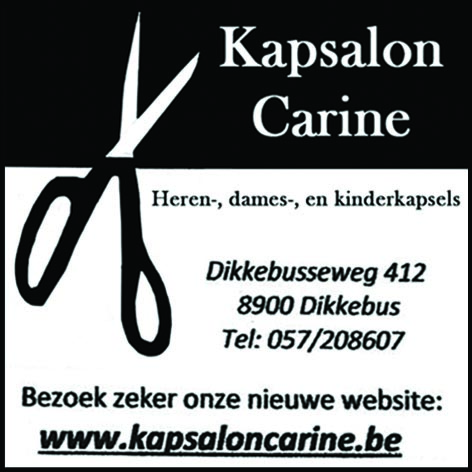 Kapsalon
Carine
Heren-, dames-, en kinderkapsels
Dikkebusseweg 412
8900 Dikkebus
Tel: 057/208607
Bezoek zeker onze nieuwe website:
www.kapsaloncarine.be